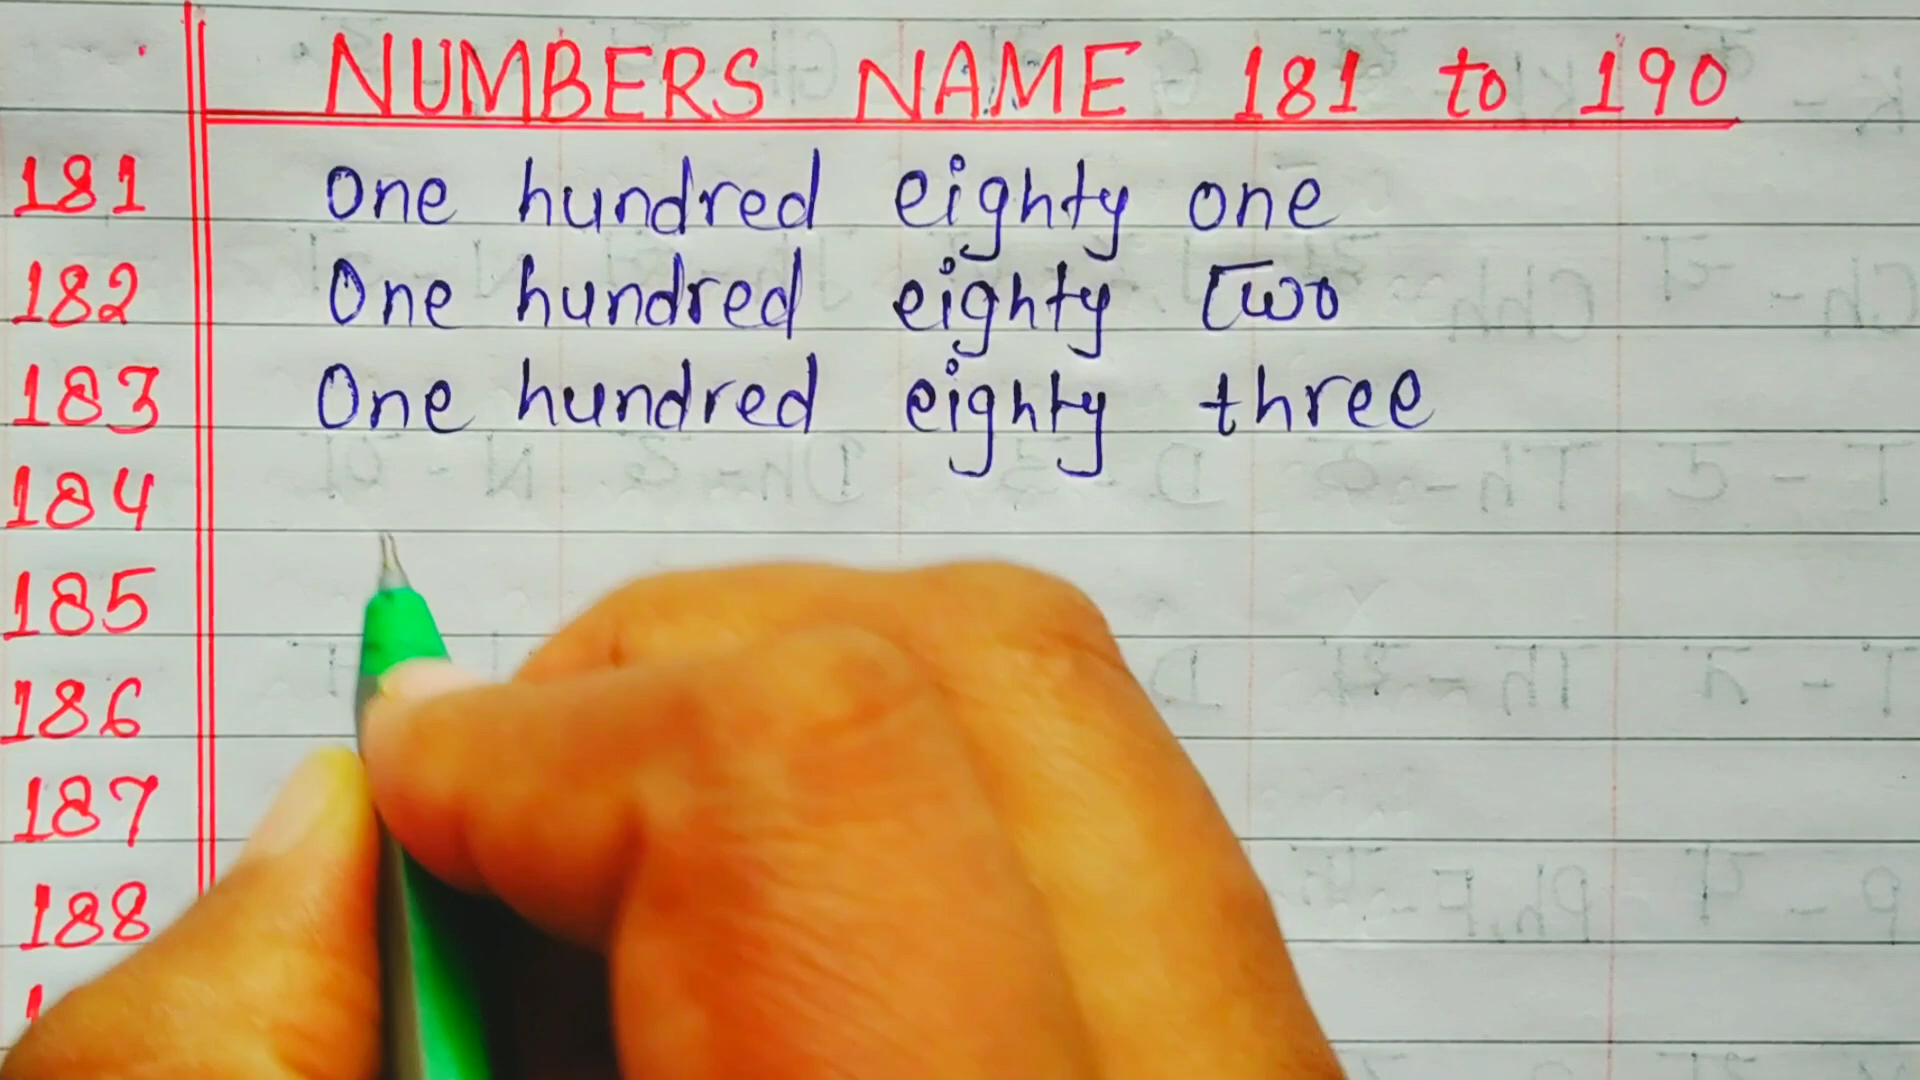 NUMBERS NAME 181 to 190
181 One hundred eighty one
182 One hundred eighty Two
183 One hundred eighty three
184
185
186
187
188